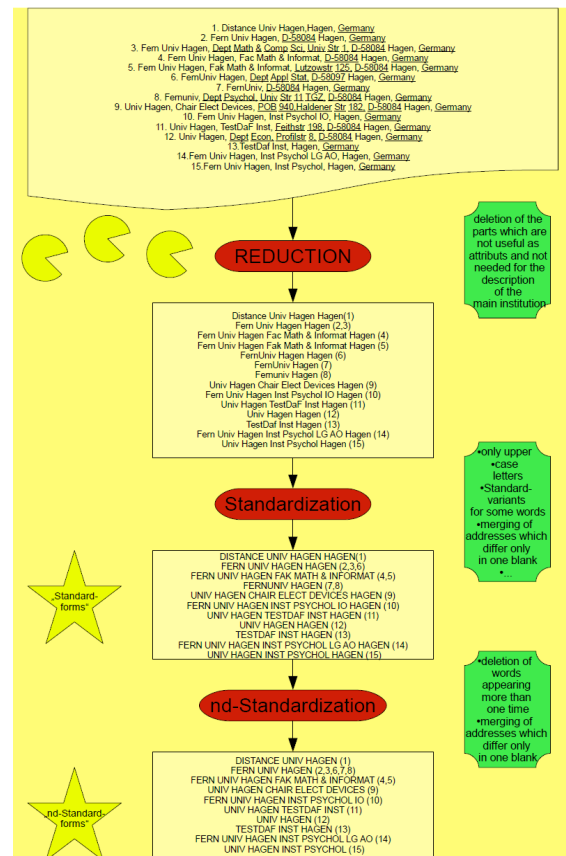 1. Distance Univ Hagen,Hagen, Germany
2. Fern Univ Hagen, D-58084 Hagen, Germany
3. Fern Univ Hagen, Dept Math & Comp Sci, Univ Str 1, D-58084 Hagen, Germany
4. Fern Univ Hagen, Fac Math & Informat, D-58084 Hagen, Germany
5. Fern Univ Hagen, Fak Math & Informat, Lutzowstr 125, D-58084 Hagen, Germany
6. FernUniv Hagen, Dept Appl Stat, D-58097 Hagen, Germany
7. FernUniv, D-58084 Hagen, Germany
8. Fernuniv, Dept Psychol, Univ Str 11 TGZ, D-58084 Hagen, Germany
9. Univ Hagen, Chair Elect Devices, POB 940,Haldener Str 182, D-58084 Hagen, Germany
10. Fern Univ Hagen, Inst Psychol IO, Hagen, Germany
11. Univ Hagen, TestDaf Inst, Feithstr 198, D-58084 Hagen, Germany
12. Univ Hagen, Dept Econ, Profilstr 8, D-58084 Hagen, Germany
13.TestDaf Inst, Hagen, Germany
14.Fern Univ Hagen, Inst Psychol LG AO, Hagen, Germany
15.Fern Univ Hagen, Inst Psychol, Hagen, Germany
REDUCTION
deletion of the
parts which are
not useful as
attributs and not
needed for the
description
of the
main institution
Distance Univ Hagen Hagen(1)
Fern Univ Hagen Hagen (2,3)
Fern Univ Hagen Fac Math & Informat Hagen (4)
Fern Univ Hagen Fak Math & Informat Hagen (5)
FernUniv Hagen (6)
FernUniv Hagen (7)
Femuniv Hagen (8)
Univ Hagen Chair Elect Devices Hagen (9)
Fern Univ Hagen Inst Psychol IO Hagen (10)
Univ Hagen TestDaF Inst Hagen (11)
Univ Hagen Hagen (12)
TestDaf Inst Hagen (13)
Fern Univ Hagen Inst Psychol LG AO Hagen (14)
Univ Hagen Inst Psychol Hagen (15)
Standardization
•only upper
•case
letters
•Standard-
variants
for some words
•merging of
addresses which
differ only
in one blank
•...
„Standard-
forms“
DISTANCE UNIV HAGEN HAGEN(1)
FERN UNIV HAGEN HAGEN (2,3,6)
FERN UNIV HAGEN FAK MATH & INFORMAT (4,5)
FERNUNIV HAGEN (7,8)
UNIV HAGEN CHAIR ELECT DEVICES HAGEN (9)
FERN UNIV HAGEN INST PSYCHOL IO HAGEN (10)
UNIV HAGEN TESTDAF INST HAGEN (11)
UNIV HAGEN HAGEN (12)
TESTDAF INST HAGEN (13)
FERN UNIV HAGEN INST PSYCHOL LG AO HAGEN (14)
UNIV HAGEN INST PSYCHOL HAGEN (15)
nd-Standardization
•deletion of
words
appearing
more than
one time
•merging of
addresses which
differ only
in one blank
„nd-Standard-
forms“
DISTANCE UNIV HAGEN (1)
FERN UNIV HAGEN (2,3,6,7,8)
FERN UNIV HAGEN FAK MATH & INFORMAT (4,5)
UNIV HAGEN CHAIR ELECT DEVICES (9)
FERN UNIV HAGEN INST PSYCHOL IO (10)
UNIV HAGEN TESTDAF INST (11)
UNIV HAGEN (12)
TESTDAF INST HAGEN (13)
FERN UNIV HAGEN INST PSYCHOL LG AO (14)
UNIV HAGEN INST PSYCHOL (15)